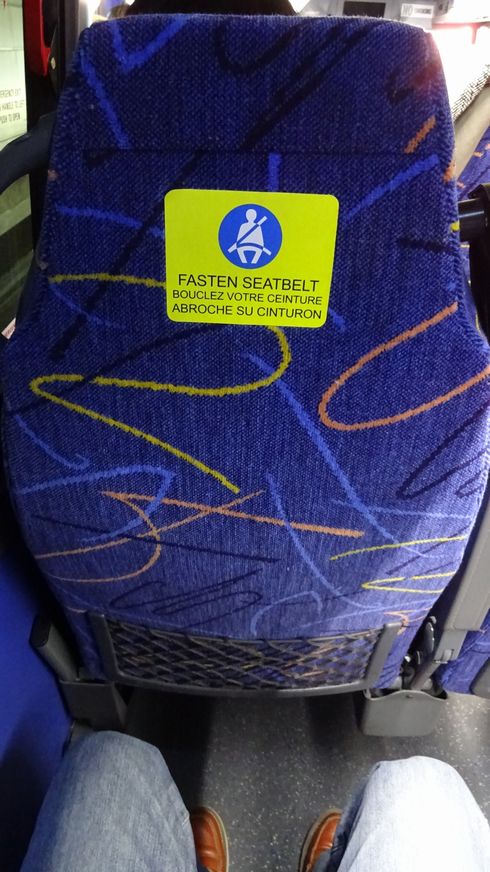 FASTEN SEATBELT
BOUCLEZ VOTRE CEINTURE
ABROCHE SU CINTURON